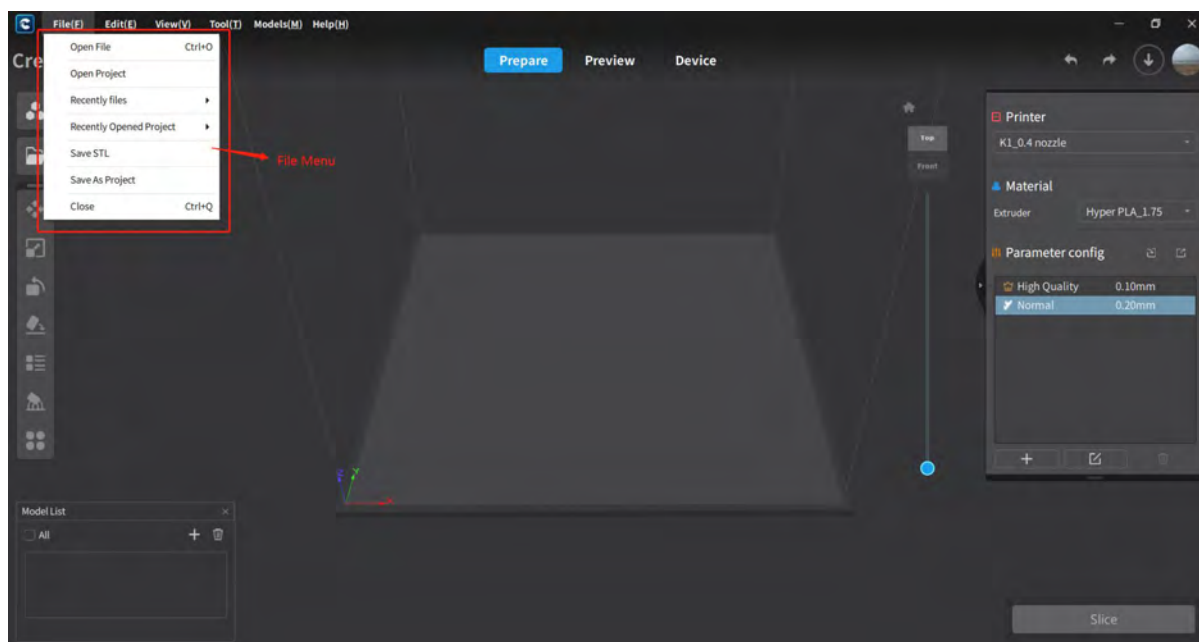 File(F) Edit(E) View(V) Tool(T) Models(M) Help(H)
Cre
Prepare Preview Device
Open File Ctrl+O
Open Project
Recently files
Recently Opened Project
Save STL
Save As Project
Close Ctrl+Q
File Menu
Top
Front
Printer
K1_0.4 nozzle
Material
Extruder Hyper PLA_1.75
Parameter config
High Quality 0.10mm
Normal 0.20mm
Model List
All
Slice